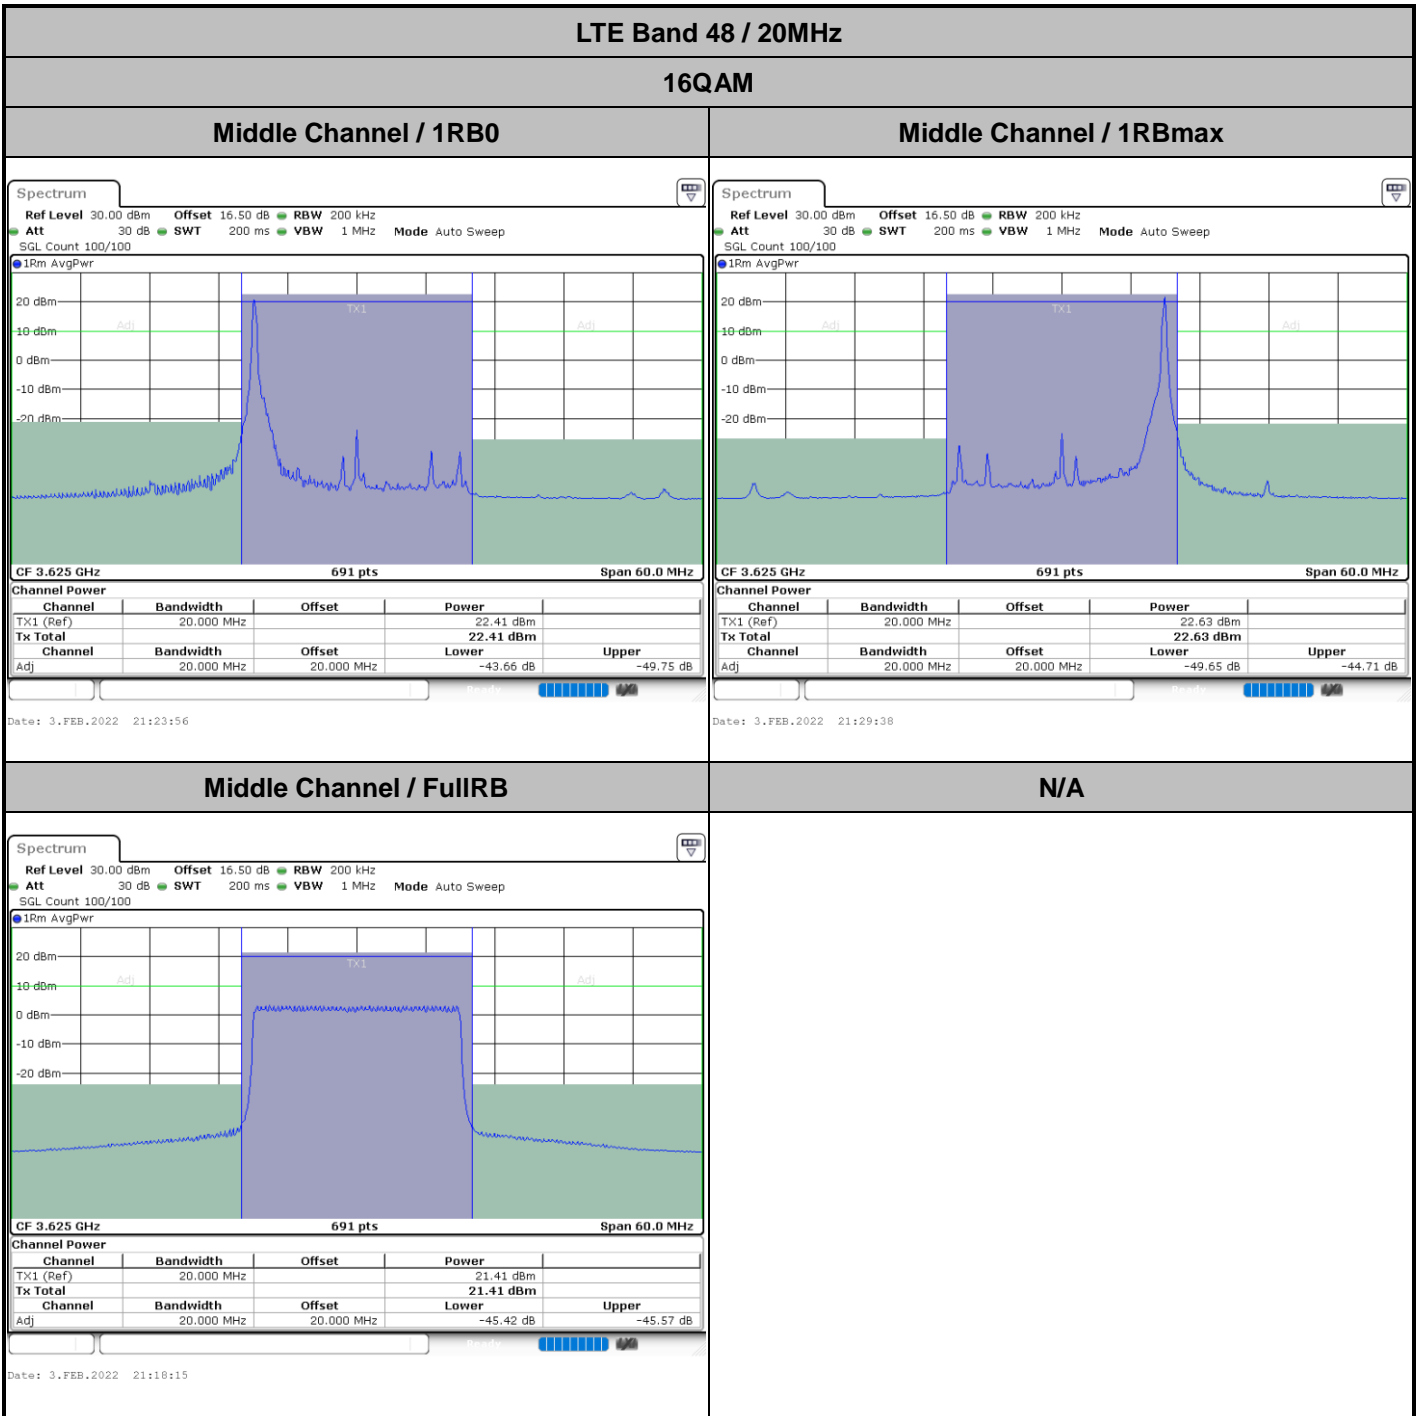 LTE Band 48 / 20MHz
16QAM
Middle Channel / 1RB0
Middle Channel / 1RBmax
Spectrum
Ref Level 30.00 dBm Offset 16.50 dB RBW 200 kHz
Att 30 dB SWT 200 ms VBW 1 MHz Mode Auto Sweep
SGL Count 100/100
1Rm AvgPwr
TX1
Adj
Adj
20 dBm
10 dBm
0 dBm
-10 dBm
-20 dBm
CF 3.625 GHz 691 pts Span 60.0 MHz
Channel Power
Channel Bandwidth Offset Power
TX1 (Ref) 20.000 MHz 22.41 dBm
Tx Total 22.41 dBm
Channel Bandwidth Offset Lower Upper
Adj 20.000 MHz 20.000 MHz -43.66 dB -49.75 dB
Ready
Date: 3.FEB.2022 21:23:56
Spectrum
Ref Level 30.00 dBm Offset 16.50 dB RBW 200 kHz
Att 30 dB SWT 200 ms VBW 1 MHz Mode Auto Sweep
SGL Count 100/100
1Rm AvgPwr
TX1
Adj
Adj
20 dBm
10 dBm
0 dBm
-10 dBm
-20 dBm
CF 3.625 GHz 691 pts Span 60.0 MHz
Channel Power
Channel Bandwidth Offset Power
TX1 (Ref) 20.000 MHz 22.63 dBm
Tx Total 22.63 dBm
Channel Bandwidth Offset Lower Upper
Adj 20.000 MHz 20.000 MHz -49.65 dB -44.71 dB
Ready
Date: 3.FEB.2022 21:29:38
Middle Channel / FullRB
N/A
Spectrum
Ref Level 30.00 dBm Offset 16.50 dB RBW 200 kHz
Att 30 dB SWT 200 ms VBW 1 MHz Mode Auto Sweep
SGL Count 100/100
1Rm AvgPwr
TX1
Adj
Adj
20 dBm
10 dBm
0 dBm
-10 dBm
-20 dBm
CF 3.625 GHz 691 pts Span 60.0 MHz
Channel Power
Channel Bandwidth Offset Power
TX1 (Ref) 20.000 MHz 21.41 dBm
Tx Total 21.41 dBm
Channel Bandwidth Offset Lower Upper
Adj 20.000 MHz 20.000 MHz -45.42 dB -45.57 dB
Ready
Date: 3.FEB.2022 21:18:15